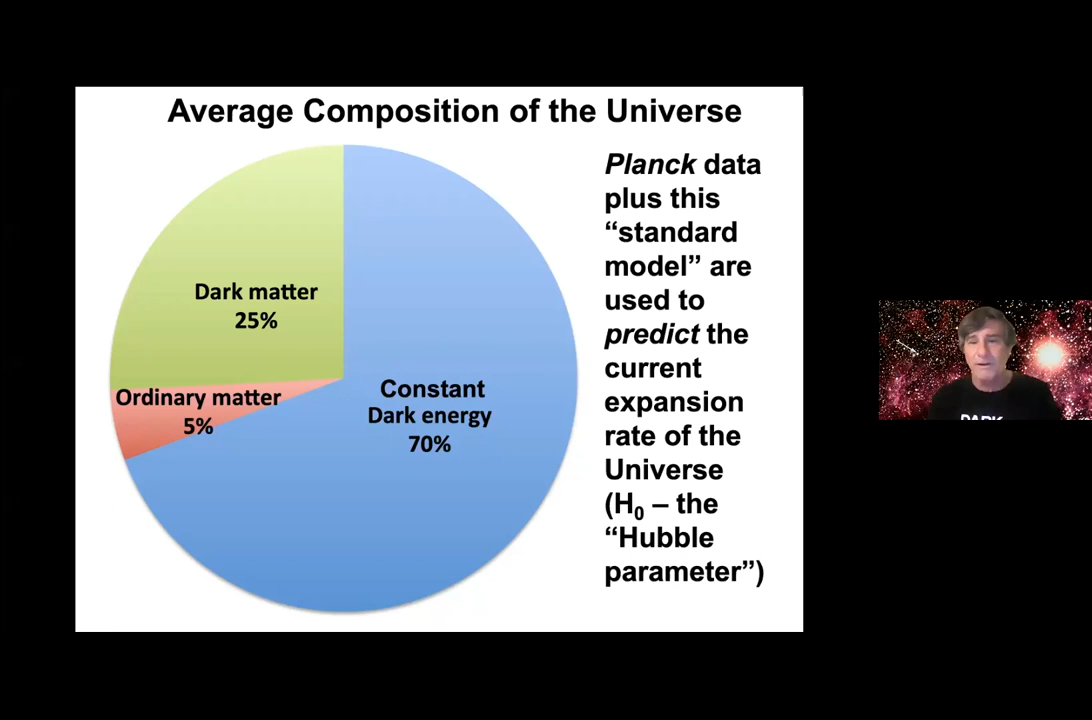 Average Composition of the Universe
Dark matter
25%
Ordinary matter
5%
Constant
Dark energy
70%
Planck data
plus this
“standard
model” are
used to
predict the
current
expansion
rate of the
Universe
(H₀ – the
“Hubble
parameter”)
DARK